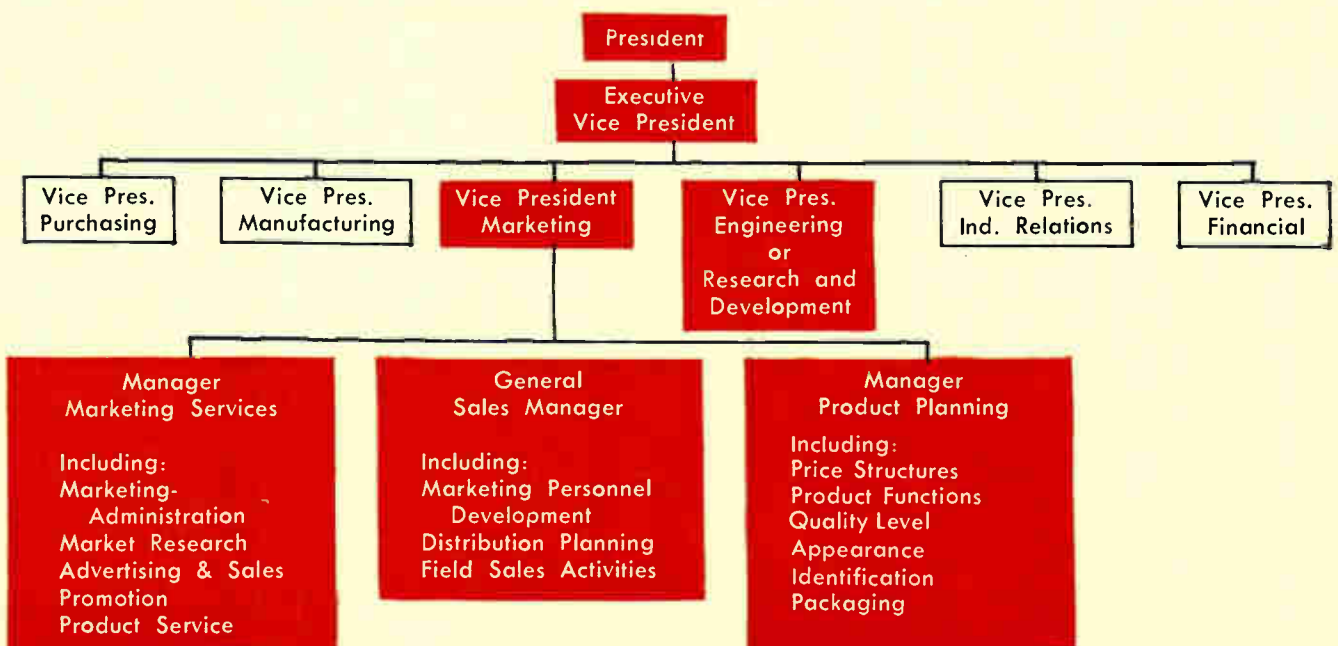 President
Executive
Vice President
Vice Pres.
Purchasing
Vice Pres.
Manufacturing
Vice President
Marketing
Vice Pres.
Engineering
or
Research and
Development
Vice Pres.
Ind. Relations
Vice Pres.
Financial
Manager
Marketing Services
Including:
Marketing-
Administration
Market Research
Advertising & Sales
Promotion
Product Service
General
Sales Manager
Including:
Marketing Personnel
Development
Distribution Planning
Field Sales Activities
Manager
Product Planning
Including:
Price Structures
Product Functions
Quality Level
Appearance
Identification
Packaging